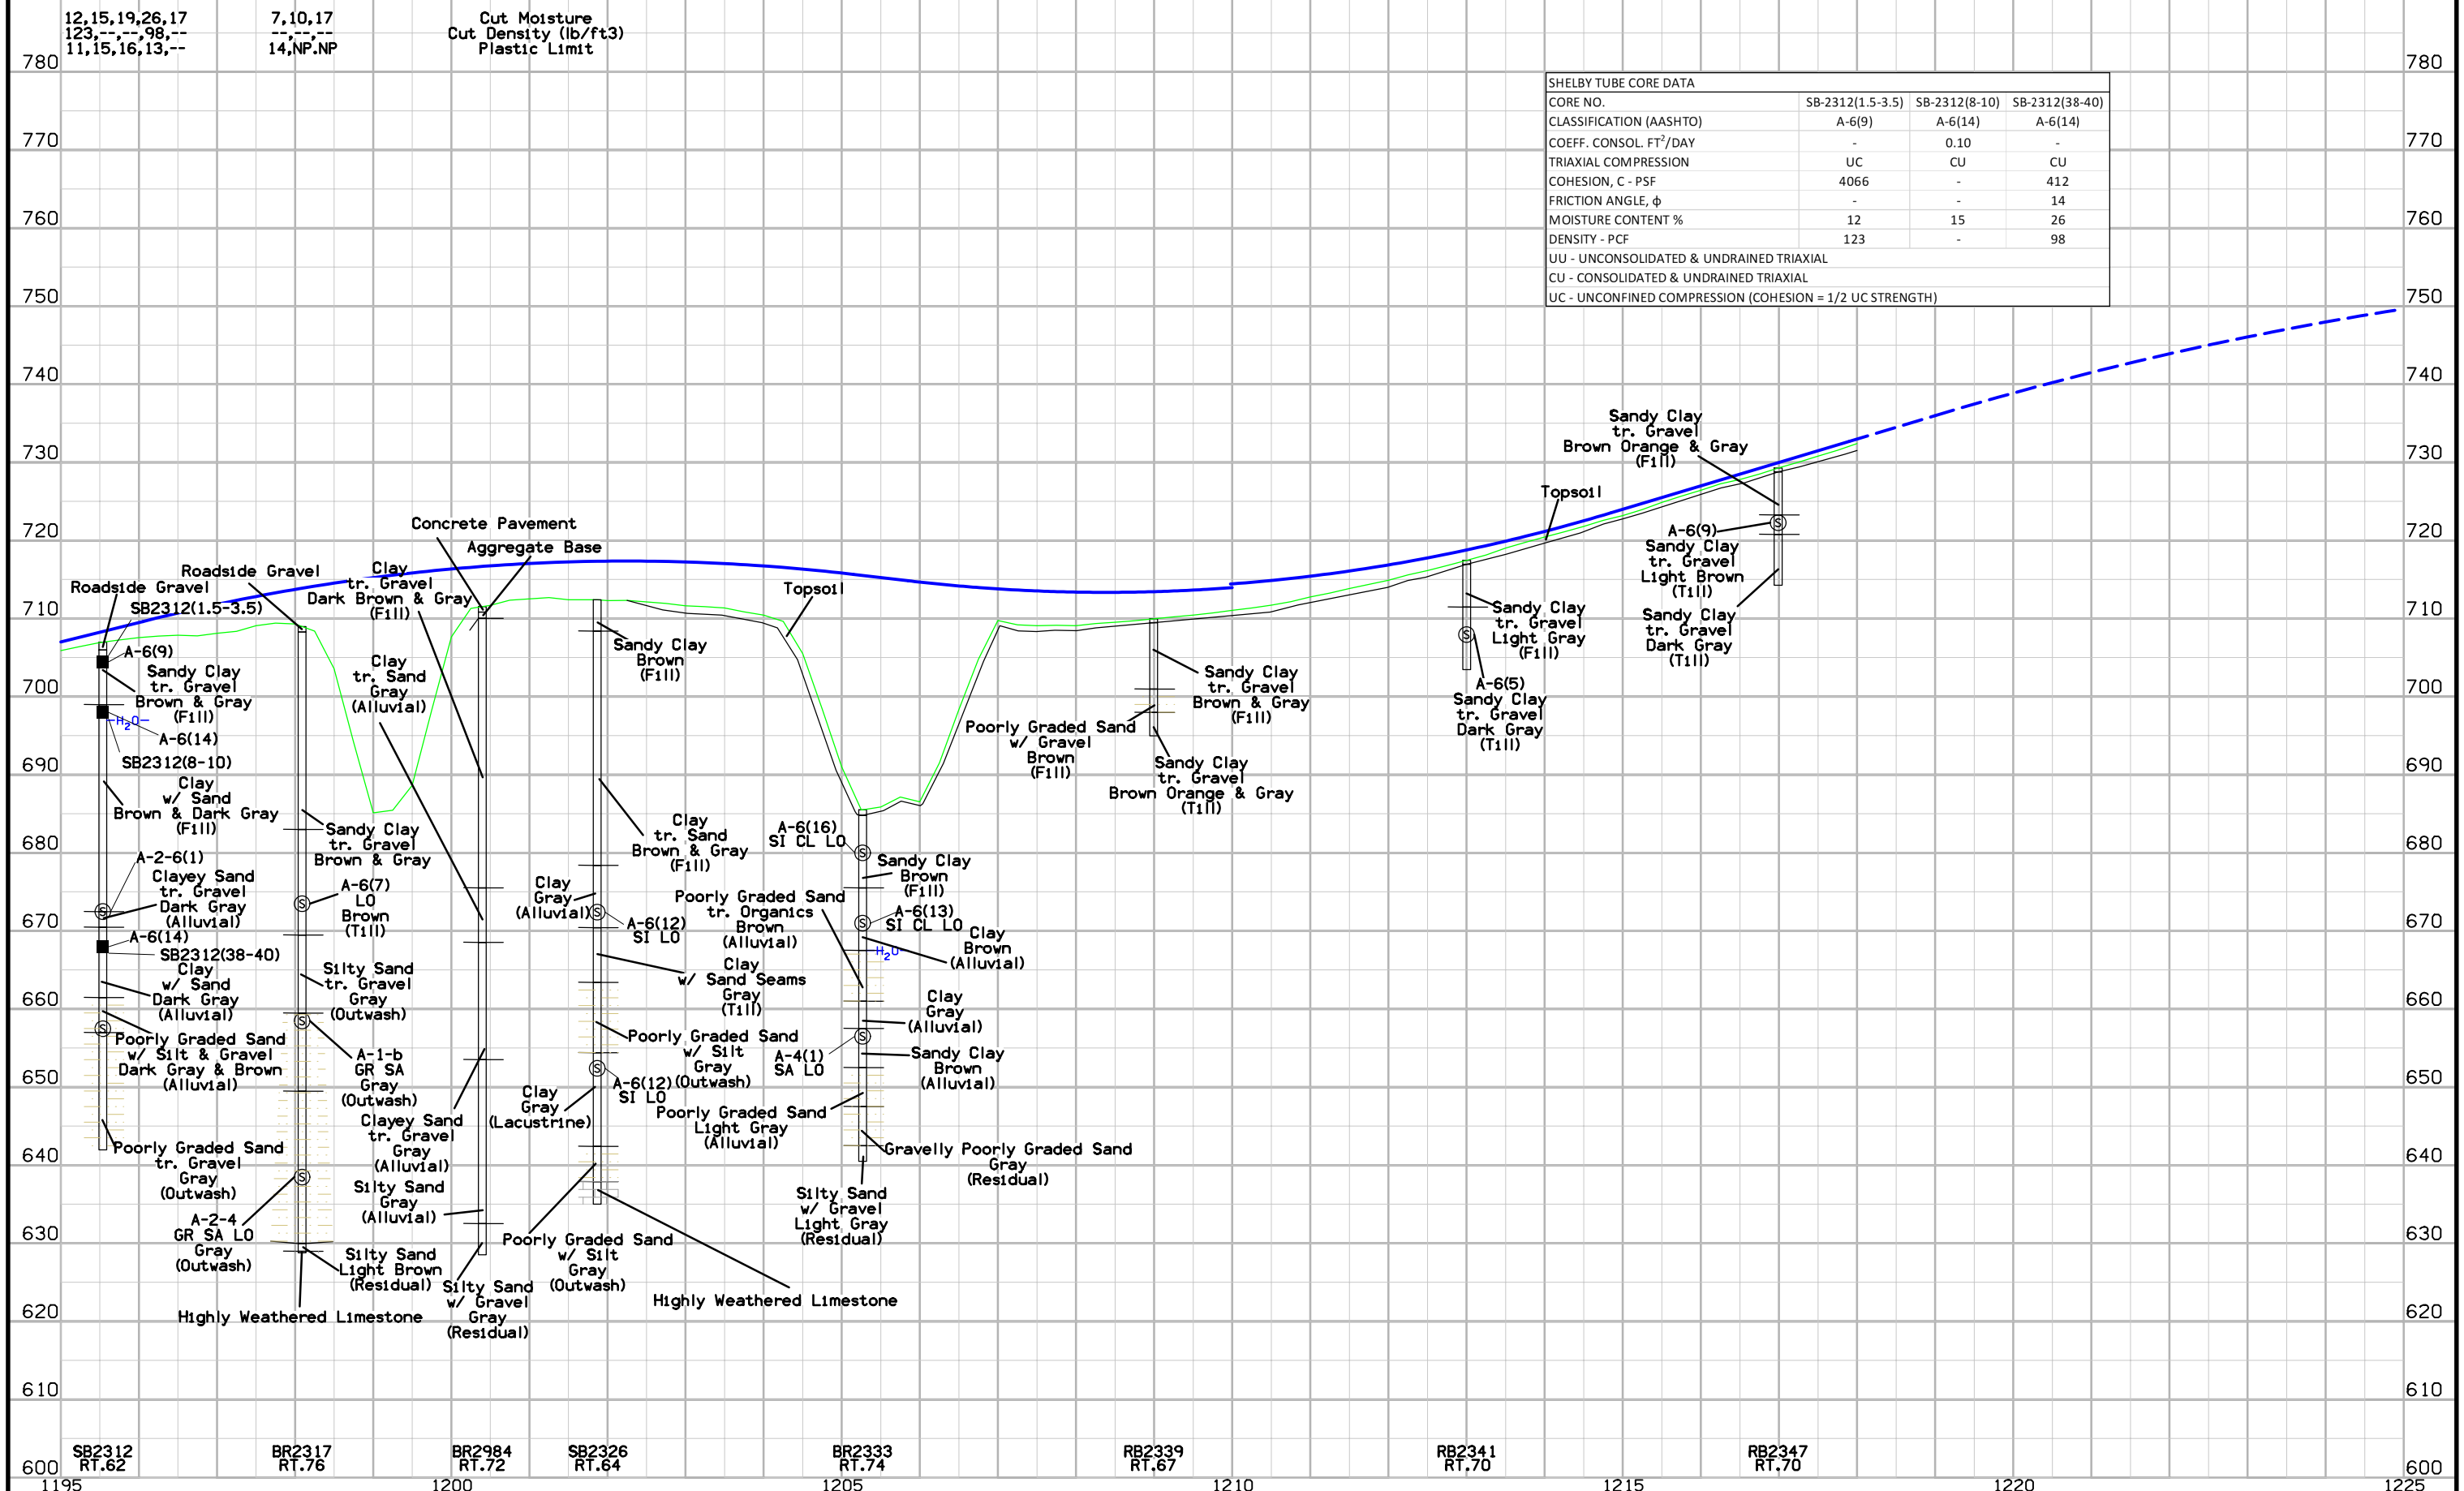 12,15,19,26,17
7,10,17
Cut Moisture
123,--,--,98,--
--,--,--
Cut Density (lb/ft3)
11,15,16,13,--
14,NP.NP
Plastic Limit
780
780
770
770
760
760
750
750
740
740
730
730
720
720
710
710
700
700
690
690
680
680
670
670
660
660
650
650
640
640
630
630
620
620
610
610
600
600
SHELBY TUBE CORE DATA
CORE NO. SB-2312(1.5-3.5) SB-2312(8-10) SB-2312(38-40)
CLASSIFICATION (AASHTO) A-6(9) A-6(14) A-6(14)
COEFF. CONSOL. FT²/DAY - 0.10 -
TRIAXIAL COMPRESSION UC CU CU
COHESION, C - PSF 4066 - 412
FRICTION ANGLE, ϕ - - 14
MOISTURE CONTENT % 12 15 26
DENSITY - PCF 123 - 98
UU - UNCONSOLIDATED & UNDRAINED TRIAXIAL
CU - CONSOLIDATED & UNDRAINED TRIAXIAL
UC - UNCONFINED COMPRESSION (COHESION = 1/2 UC STRENGTH)
Roadside Gravel
SB2312(1.5-3.5)
A-6(9)
Sandy Clay
tr. Gravel
Brown & Gray
(Fill)
H₂O
A-6(14)
SB2312(8-10)
Clay
w/ Sand
Brown & Dark Gray
(Fill)
A-2-6(1)
Clayey Sand
tr. Gravel
Dark Gray
(Alluvial)
S
A-6(14)
SB2312(38-40)
Clay
w/ Sand
Dark Gray
(Alluvial)
S
Poorly Graded Sand
w/ Silt & Gravel
Dark Gray & Brown
(Alluvial)
Poorly Graded Sand
tr. Gravel
Gray
(Outwash)
Roadside Gravel
Sandy Clay
tr. Gravel
Brown & Gray
S
A-6(7)
LO
Brown
(Till)
Silty Sand
tr. Gravel
Gray
(Outwash)
S
A-1-b
GR SA
Gray
(Outwash)
S
A-2-4
GR SA LO
Gray
(Outwash)
Silty Sand
Light Brown
(Residual)
Highly Weathered Limestone
Concrete Pavement
Aggregate Base
Clay
tr. Gravel
Dark Brown & Gray
(Fill)
Clay
tr. Sand
Gray
(Alluvial)
Clayey Sand
tr. Gravel
Gray
(Alluvial)
Silty Sand
Gray
(Alluvial)
Silty Sand
w/ Gravel
Gray
(Residual)
Sandy Clay
Brown
(Fill)
Clay
tr. Sand
Brown & Gray
(Fill)
Clay
Gray
(Alluvial)
S
A-6(12)
SI LO
Clay
w/ Sand Seams
Gray
(Till)
Poorly Graded Sand
w/ Silt
Gray
(Outwash)
S
A-6(12)
SI LO
Clay
Gray
(Lacustrine)
Poorly Graded Sand
w/ Silt
Gray
(Outwash)
Highly Weathered Limestone
Topsoil
A-6(16)
SI CL LO
S
Sandy Clay
Brown
(Fill)
A-6(13)
SI CL LO
S
Clay
Brown
(Alluvial)
H₂O
Poorly Graded Sand
tr. Organics
Brown
(Alluvial)
Clay
Gray
(Alluvial)
S
A-4(1)
SA LO
Sandy Clay
Brown
(Alluvial)
Poorly Graded Sand
Light Gray
(Alluvial)
Gravelly Poorly Graded Sand
Gray
(Residual)
Silty Sand
w/ Gravel
Light Gray
(Residual)
Sandy Clay
tr. Gravel
Brown & Gray
(Fill)
Poorly Graded Sand
w/ Gravel
Brown
(Fill)
Sandy Clay
tr. Gravel
Brown Orange & Gray
(Till)
Topsoil
Sandy Clay
tr. Gravel
Light Gray
(Fill)
S
A-6(5)
Sandy Clay
tr. Gravel
Dark Gray
(Till)
Sandy Clay
tr. Gravel
Brown Orange & Gray
(Fill)
S
A-6(9)
Sandy Clay
tr. Gravel
Light Brown
(Till)
Sandy Clay
tr. Gravel
Dark Gray
(Till)
SB2312
RT.62
BR2317
RT.76
BR2984
RT.72
SB2326
RT.64
BR2333
RT.74
RB2339
RT.67
RB2341
RT.70
RB2347
RT.70
1195
1200
1205
1210
1215
1220
1225